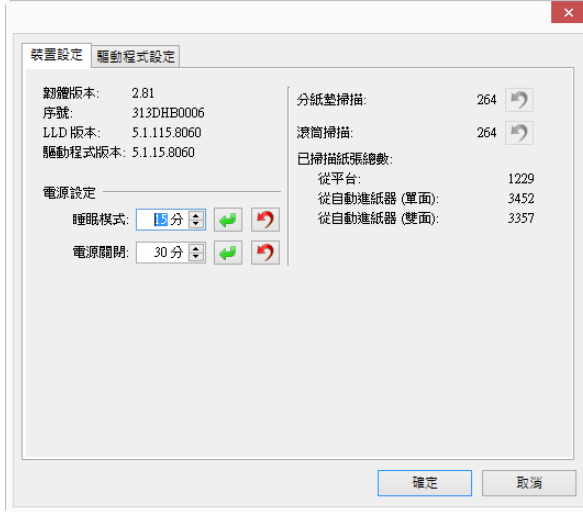 裝置設定 驅動程式設定
韌體版本: 2.81
序號: 313DHB0006
LLD 版本: 5.1.115.8060
驅動程式版本: 5.1.15.8060
電源設定
睡眠模式: 15 分
電源關閉: 30 分
分紙墊掃描: 264
滾筒掃描: 264
已掃描紙張總數:
從平台: 1229
從自動進紙器 (單面): 3452
從自動進紙器 (雙面): 3357
確定 取消